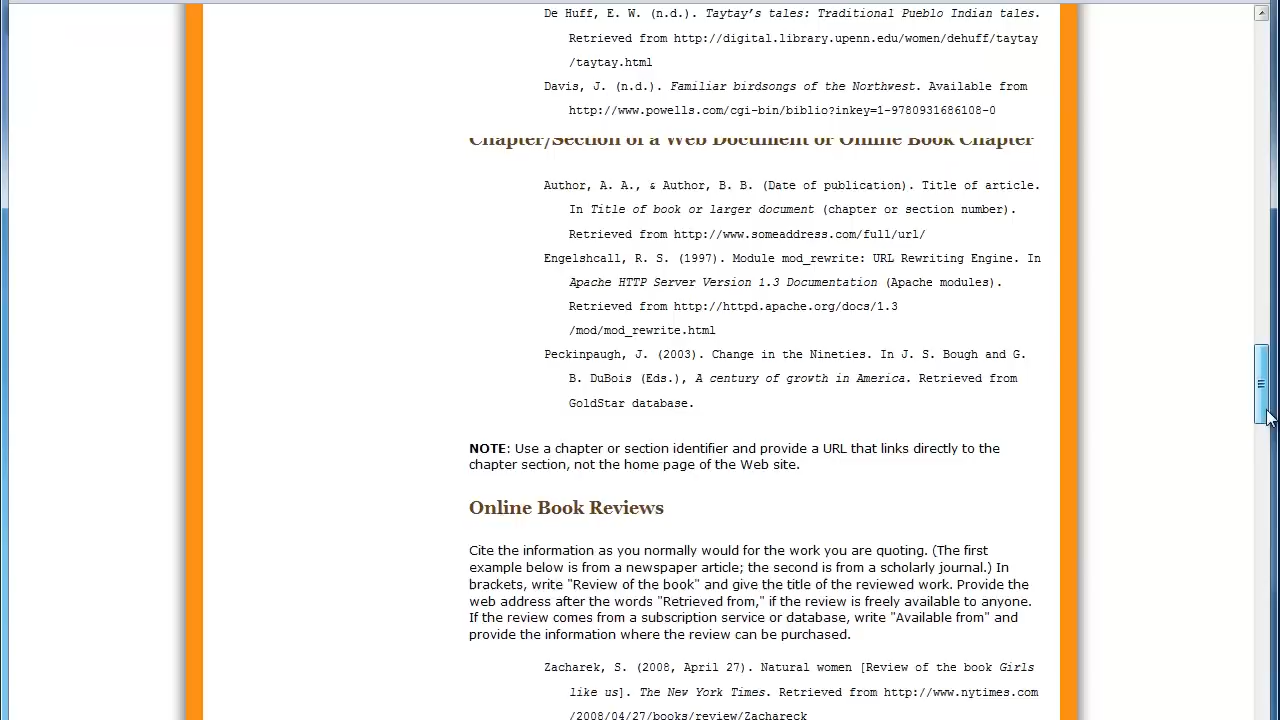 De Huff, E. W. (n.d.). Taytay’s tales: Traditional Pueblo Indian tales.
Retrieved from http://digital.library.upenn.edu/women/dehuff/taytay
/taytay.html
Davis, J. (n.d.). Familiar birdsongs of the Northwest. Available from
http://www.powells.com/cgi-bin/biblio?inkey=1-9780931686108-0
Chapter/Section of a Web Document or Online Book Chapter
Author, A. A., & Author, B. B. (Date of publication). Title of article.
In Title of book or larger document (chapter or section number).
Retrieved from http://www.someaddress.com/full/url/
Engelshcall, R. S. (1997). Module mod_rewrite: URL Rewriting Engine. In
Apache HTTP Server Version 1.3 Documentation (Apache modules).
Retrieved from http://httpd.apache.org/docs/1.3
/mod/mod_rewrite.html
Peckinpaugh, J. (2003). Change in the Nineties. In J. S. Bough and G.
B. DuBois (Eds.), A century of growth in America. Retrieved from
GoldStar database.
NOTE: Use a chapter or section identifier and provide a URL that links directly to the
chapter section, not the home page of the Web site.
Online Book Reviews
Cite the information as you normally would for the work you are quoting. (The first
example below is from a newspaper article; the second is from a scholarly journal.) In
brackets, write "Review of the book" and give the title of the reviewed work. Provide the
web address after the words "Retrieved from," if the review is freely available to anyone.
If the review comes from a subscription service or database, write "Available from" and
provide the information where the review can be purchased.
Zacharek, S. (2008, April 27). Natural women [Review of the book Girls
like us]. The New York Times. Retrieved from http://www.nytimes.com
/2008/04/27/books/review/Zachareck